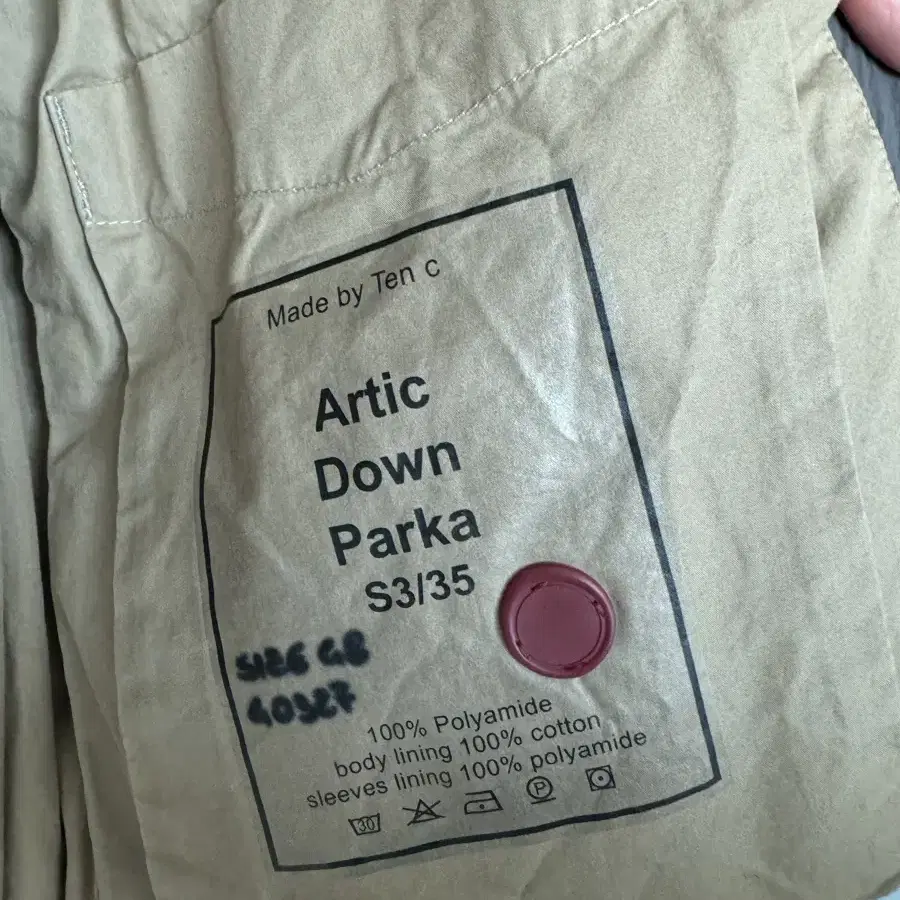 Made by Ten c
Artic
Down
Parka
S3/35
SIZE 48
40327
100% Polyamide
body lining 100% cotton
sleeves lining 100% polyamide
30
P